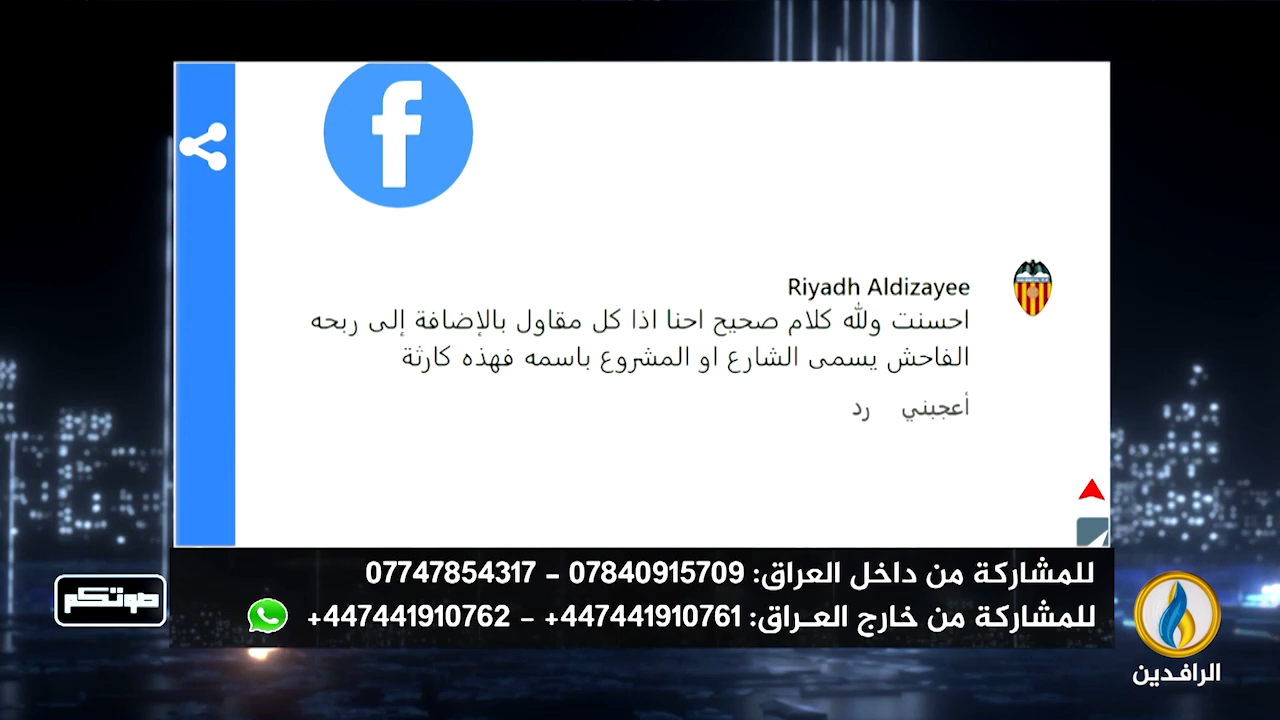 f
Riyadh Aldizayee
احسنت ولله كلام صحيح احنا اذا كل مقاول بالإضافة إلى ربحه
الفاحش يسمى الشارع او المشروع باسمه فهذه كارثة
أعجبني رد
للمشاركة من داخل العراق: 07840915709 - 07747854317
للمشاركة من خارج العـراق: 447441910761+ - 447441910762+
صوتكم
الرافدين